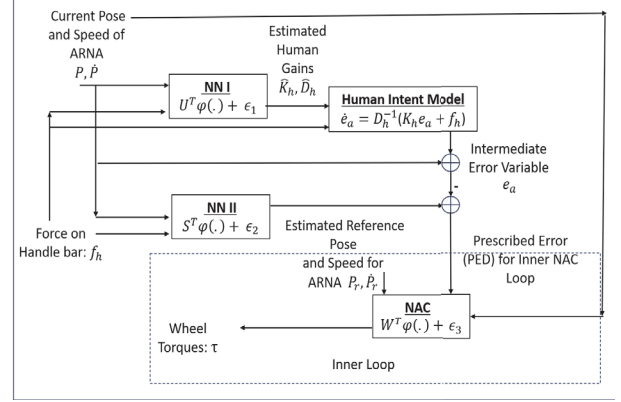 Current Pose
and Speed of
ARNA
P, Ṗ
Estimated
Human
Gains
K̂ₕ, D̂ₕ
NN I
Uᵀφ(.) + ϵ₁
Human Intent Model
ėₐ = Dₕ⁻¹(Kₕeₐ + fₕ)
Intermediate
Error Variable
eₐ
-
NN II
Sᵀφ(.) + ϵ₂
Force on
Handle bar: fₕ
Estimated Reference
Pose
and Speed for
ARNA Pᵣ, Ṗᵣ
Prescribed Error
(PED) for Inner NAC
Loop
NAC
Wᵀφ(.) + ϵ₃
Wheel
Torques: τ
Inner Loop